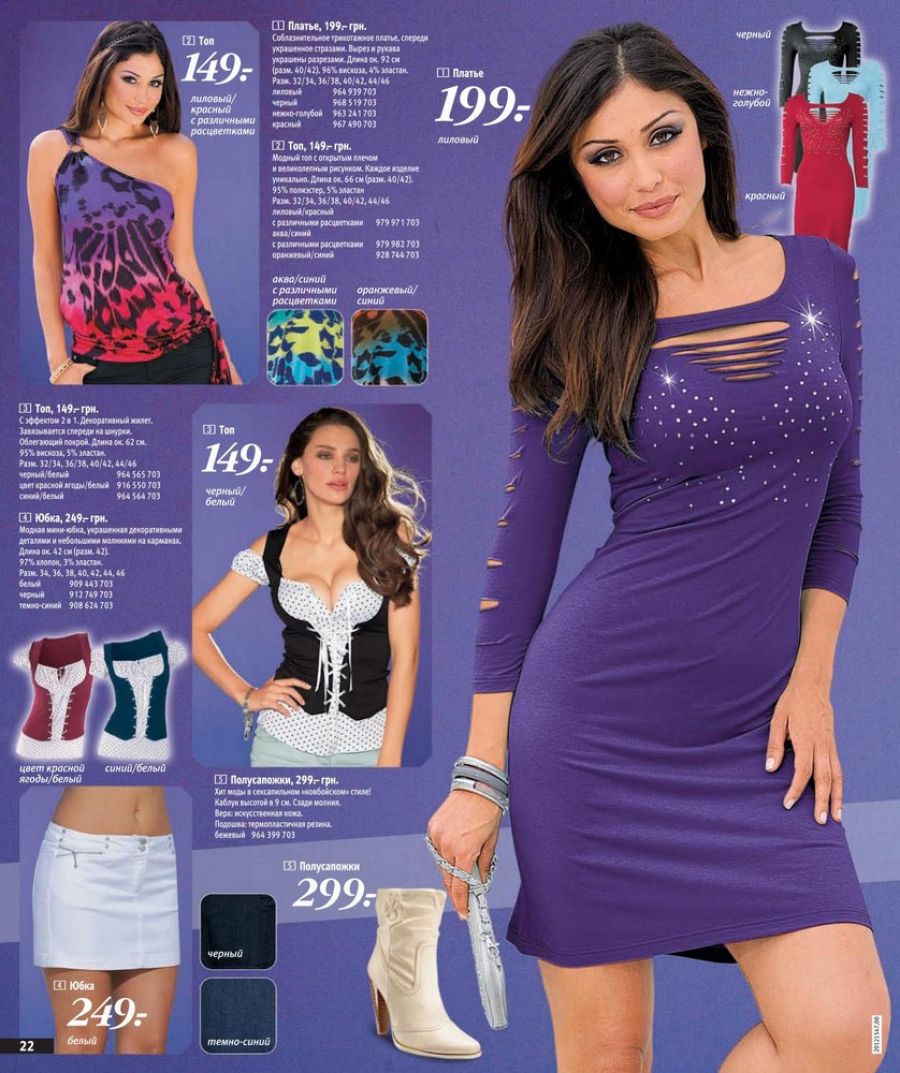 2 Топ
149.-
лиловый/
красный
с различными
расцветками
1 Платье, 199.– грн.
Соблазнительное трикотажное платье, спереди
украшенное стразами. Вырез и рукава
украшены разрезами. Длина ок. 92 см
(разм. 40/42). 96% вискоза, 4% эластан.
Разм. 32/34, 36/38, 40/42, 44/46
лиловый 964 939 703
черный 968 519 703
нежно-голубой 963 241 703
красный 967 490 703
2 Топ, 149.– грн.
Модный топ с открытым плечом
и великолепным рисунком. Каждое изделие
уникально. Длина ок. 66 см (разм. 40/42).
95% полиэстер, 5% эластан
Разм. 32/34, 36/38, 40/42, 44/46
лиловый/красный
с различными расцветками 979 971 703
аква/синий
с различными расцветками 979 982 703
оранжевый/синий 928 744 703
аква/синий
с различными
расцветками
оранжевый/
синий
1 Платье
199.-
лиловый
черный
нежно-
голубой
красный
3 Топ, 149.– грн.
С эффектом 2 в 1. Декоративный жилет.
Завязывается спереди на шнурки.
Облегающий покрой. Длина ок. 62 см.
95% вискоза, 5% эластан.
Разм. 32/34, 36/38, 40/42, 44/46
черный/белый 964 565 703
цвет красной ягоды/белый 916 550 703
синий/белый 964 564 703
4 Юбка, 249.– грн.
Модная мини-юбка, украшенная декоративными
деталями и небольшими молниями на карманах.
Длина ок. 42 см (разм. 42).
97% хлопок, 3% эластан.
Разм. 34, 36, 38, 40, 42, 44, 46
белый 909 443 703
черный 912 749 703
темно-синий 908 624 703
3 Топ
149.-
черный/
белый
цвет красной
ягоды/белый
синий/белый
5 Полусапожки, 299.– грн.
Хит моды в сексапильном «ковбойском» стиле!
Каблук высотой в 9 см. Сзади молния.
Верх: искусственная кожа.
Подошва: термопластичная резина.
бежевый 964 399 703
5 Полусапожки
299.-
черный
темно-синий
4 Юбка
249.-
белый
22
20121S47.00